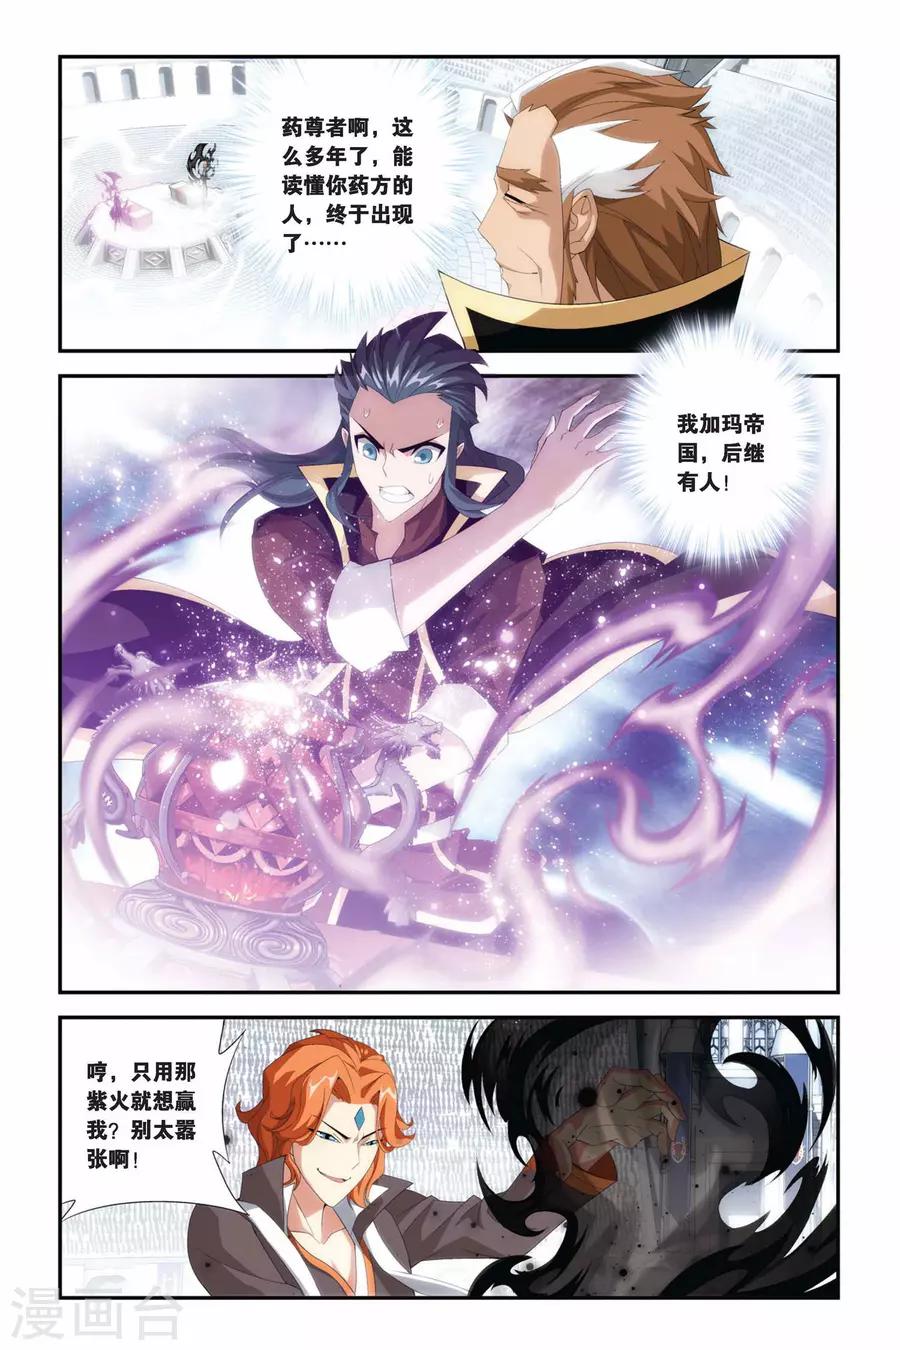 药尊者啊，这
么多年了，能
读懂你药方的
人，终于出现
了……
我加玛帝
国，后继
有人！
哼，只用那
紫火就想赢
我？别太嚣
张啊！
漫画台